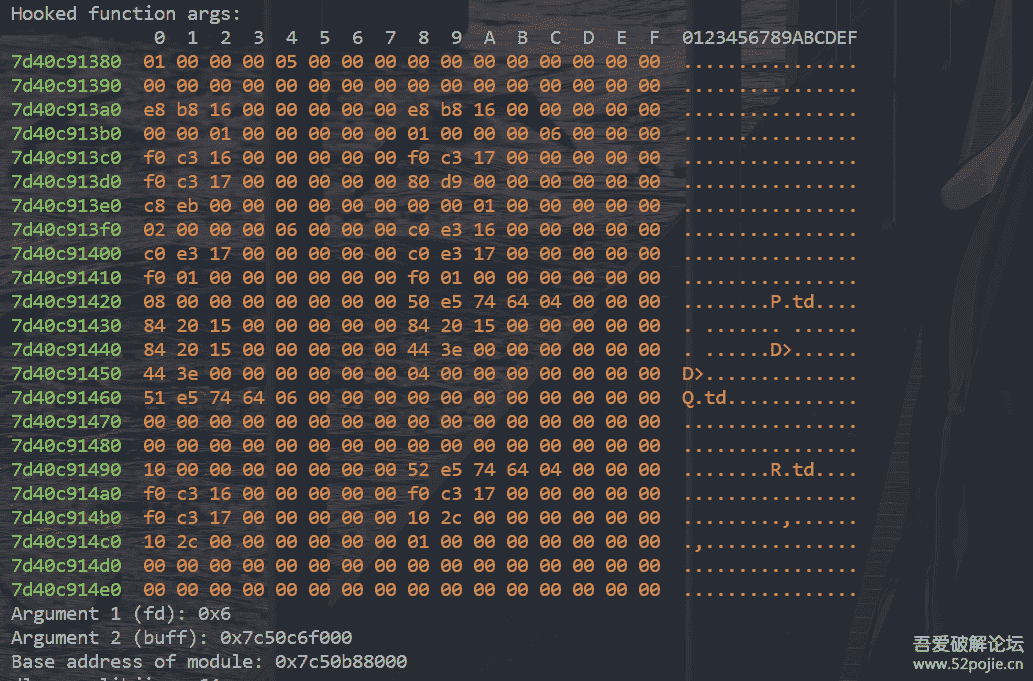 Hooked function args:
0 1 2 3 4 5 6 7 8 9 A B C D E F 0123456789ABCDEF
7d40c91380 01 00 00 00 05 00 00 00 00 00 00 00 00 00 00 00 ................
7d40c91390 00 00 00 00 00 00 00 00 00 00 00 00 00 00 00 00 ................
7d40c913a0 e8 b8 16 00 00 00 00 00 e8 b8 16 00 00 00 00 00 ................
7d40c913b0 00 00 01 00 00 00 00 00 01 00 00 00 06 00 00 00 ................
7d40c913c0 f0 c3 16 00 00 00 00 00 f0 c3 17 00 00 00 00 00 ................
7d40c913d0 f0 c3 17 00 00 00 00 00 80 d9 00 00 00 00 00 00 ................
7d40c913e0 c8 eb 00 00 00 00 00 00 00 00 01 00 00 00 00 00 ................
7d40c913f0 02 00 00 00 06 00 00 00 c0 e3 16 00 00 00 00 00 ................
7d40c91400 c0 e3 17 00 00 00 00 00 c0 e3 17 00 00 00 00 00 ................
7d40c91410 f0 01 00 00 00 00 00 00 f0 01 00 00 00 00 00 00 ................
7d40c91420 08 00 00 00 00 00 00 00 50 e5 74 64 04 00 00 00 ........P.td....
7d40c91430 84 20 15 00 00 00 00 00 84 20 15 00 00 00 00 00 . ....... ......
7d40c91440 84 20 15 00 00 00 00 00 44 3e 00 00 00 00 00 00 . ......D>......
7d40c91450 44 3e 00 00 00 00 00 00 04 00 00 00 00 00 00 00 D>..............
7d40c91460 51 e5 74 64 06 00 00 00 00 00 00 00 00 00 00 00 Q.td............
7d40c91470 00 00 00 00 00 00 00 00 00 00 00 00 00 00 00 00 ................
7d40c91480 00 00 00 00 00 00 00 00 00 00 00 00 00 00 00 00 ................
7d40c91490 10 00 00 00 00 00 00 00 52 e5 74 64 04 00 00 00 ........R.td....
7d40c914a0 f0 c3 16 00 00 00 00 00 f0 c3 17 00 00 00 00 00 ................
7d40c914b0 f0 c3 17 00 00 00 00 00 10 2c 00 00 00 00 00 00 .........,......
7d40c914c0 10 2c 00 00 00 00 00 00 01 00 00 00 00 00 00 00 .,..............
7d40c914d0 00 00 00 00 00 00 00 00 00 00 00 00 00 00 00 00 ................
7d40c914e0 00 00 00 00 00 00 00 00 00 00 00 00 00 00 00 00 ................
Argument 1 (fd): 0x6
Argument 2 (buff): 0x7c50c6f000
Base address of module: 0x7c50b88000
吾爱破解论坛
www.52pojie.cn